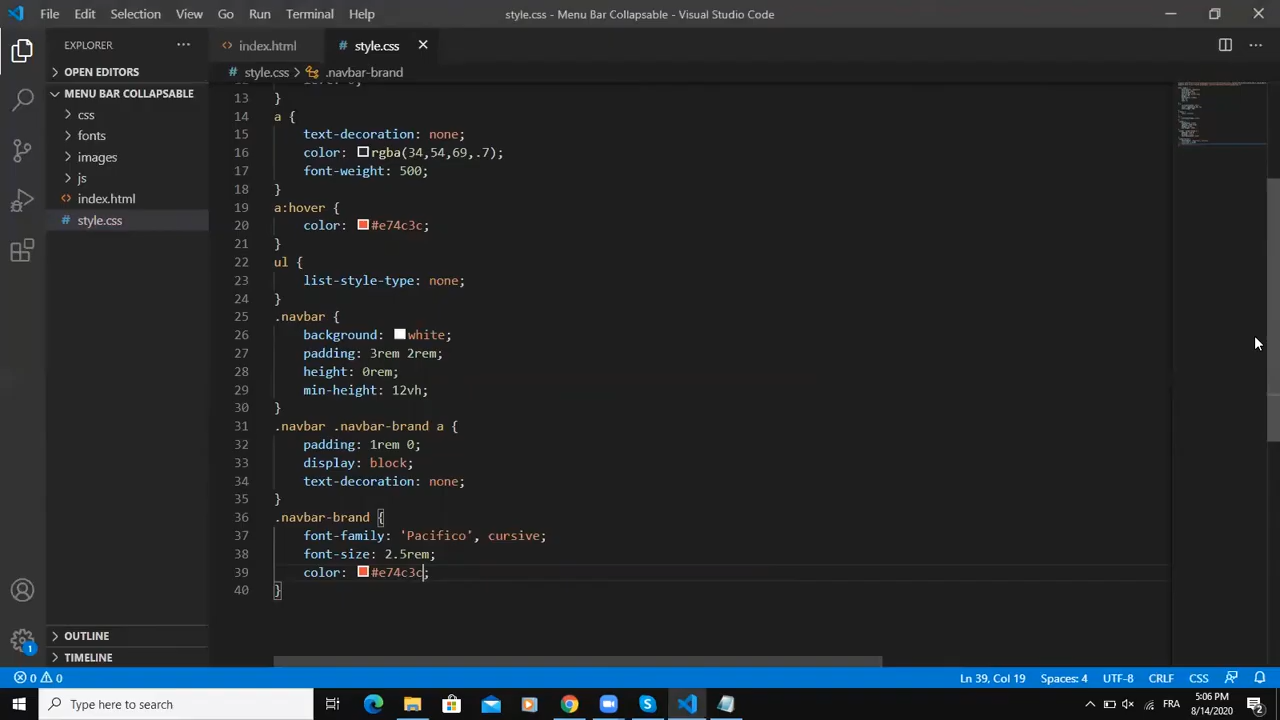 File Edit Selection View Go Run Terminal Help style.css - Menu Bar Collapsable - Visual Studio Code
EXPLORER
index.html
style.css
OPEN EDITORS
style.css > .navbar-brand
MENU BAR COLLAPSABLE
css
fonts
images
js
index.html
style.css
13 }
14 a {
15 text-decoration: none;
16 color: rgba(34,54,69,.7);
17 font-weight: 500;
18 }
19 a:hover {
20 color: #e74c3c;
21 }
22 ul {
23 list-style-type: none;
24 }
25 .navbar {
26 background: white;
27 padding: 3rem 2rem;
28 height: 0rem;
29 min-height: 12vh;
30 }
31 .navbar .navbar-brand a {
32 padding: 1rem 0;
33 display: block;
34 text-decoration: none;
35 }
36 .navbar-brand {
37 font-family: 'Pacifico', cursive;
38 font-size: 2.5rem;
39 color: #e74c3c;
40 }
OUTLINE
TIMELINE
1
0 0 Ln 39, Col 19 Spaces: 4 UTF-8 CRLF CSS
Type here to search
FRA
5:06 PM
8/14/2020
2